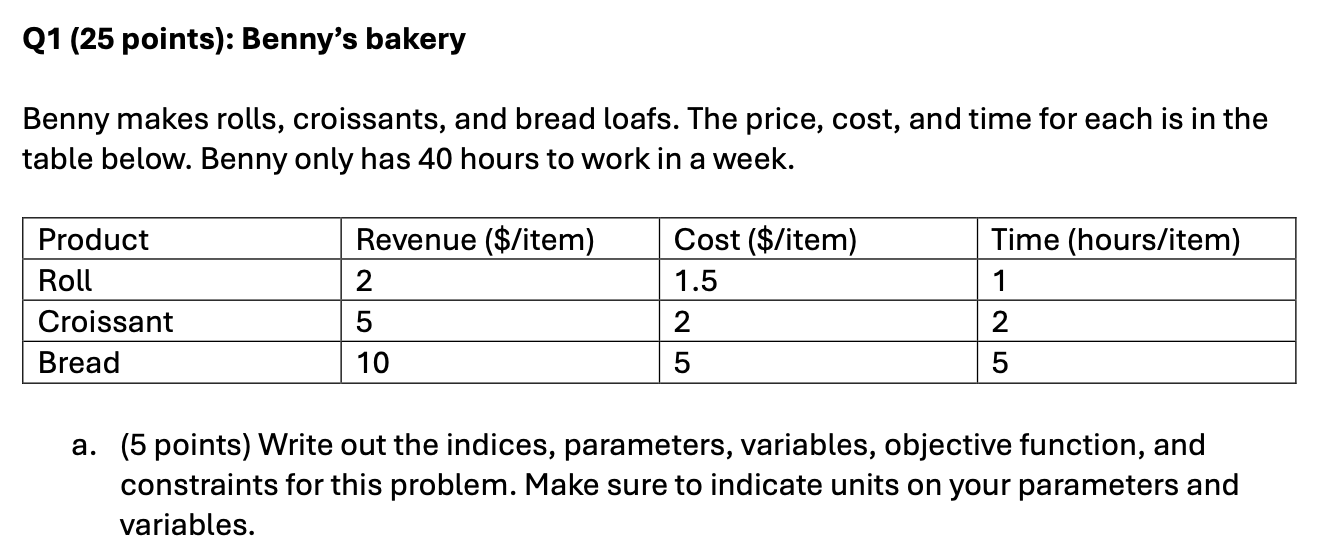 Q1 (25 points): Benny’s bakery
Benny makes rolls, croissants, and bread loafs. The price, cost, and time for each is in the
table below. Benny only has 40 hours to work in a week.
Product Revenue ($/item) Cost ($/item) Time (hours/item)
Roll 2 1.5 1
Croissant 5 2 2
Bread 10 5 5
a. (5 points) Write out the indices, parameters, variables, objective function, and
constraints for this problem. Make sure to indicate units on your parameters and
variables.